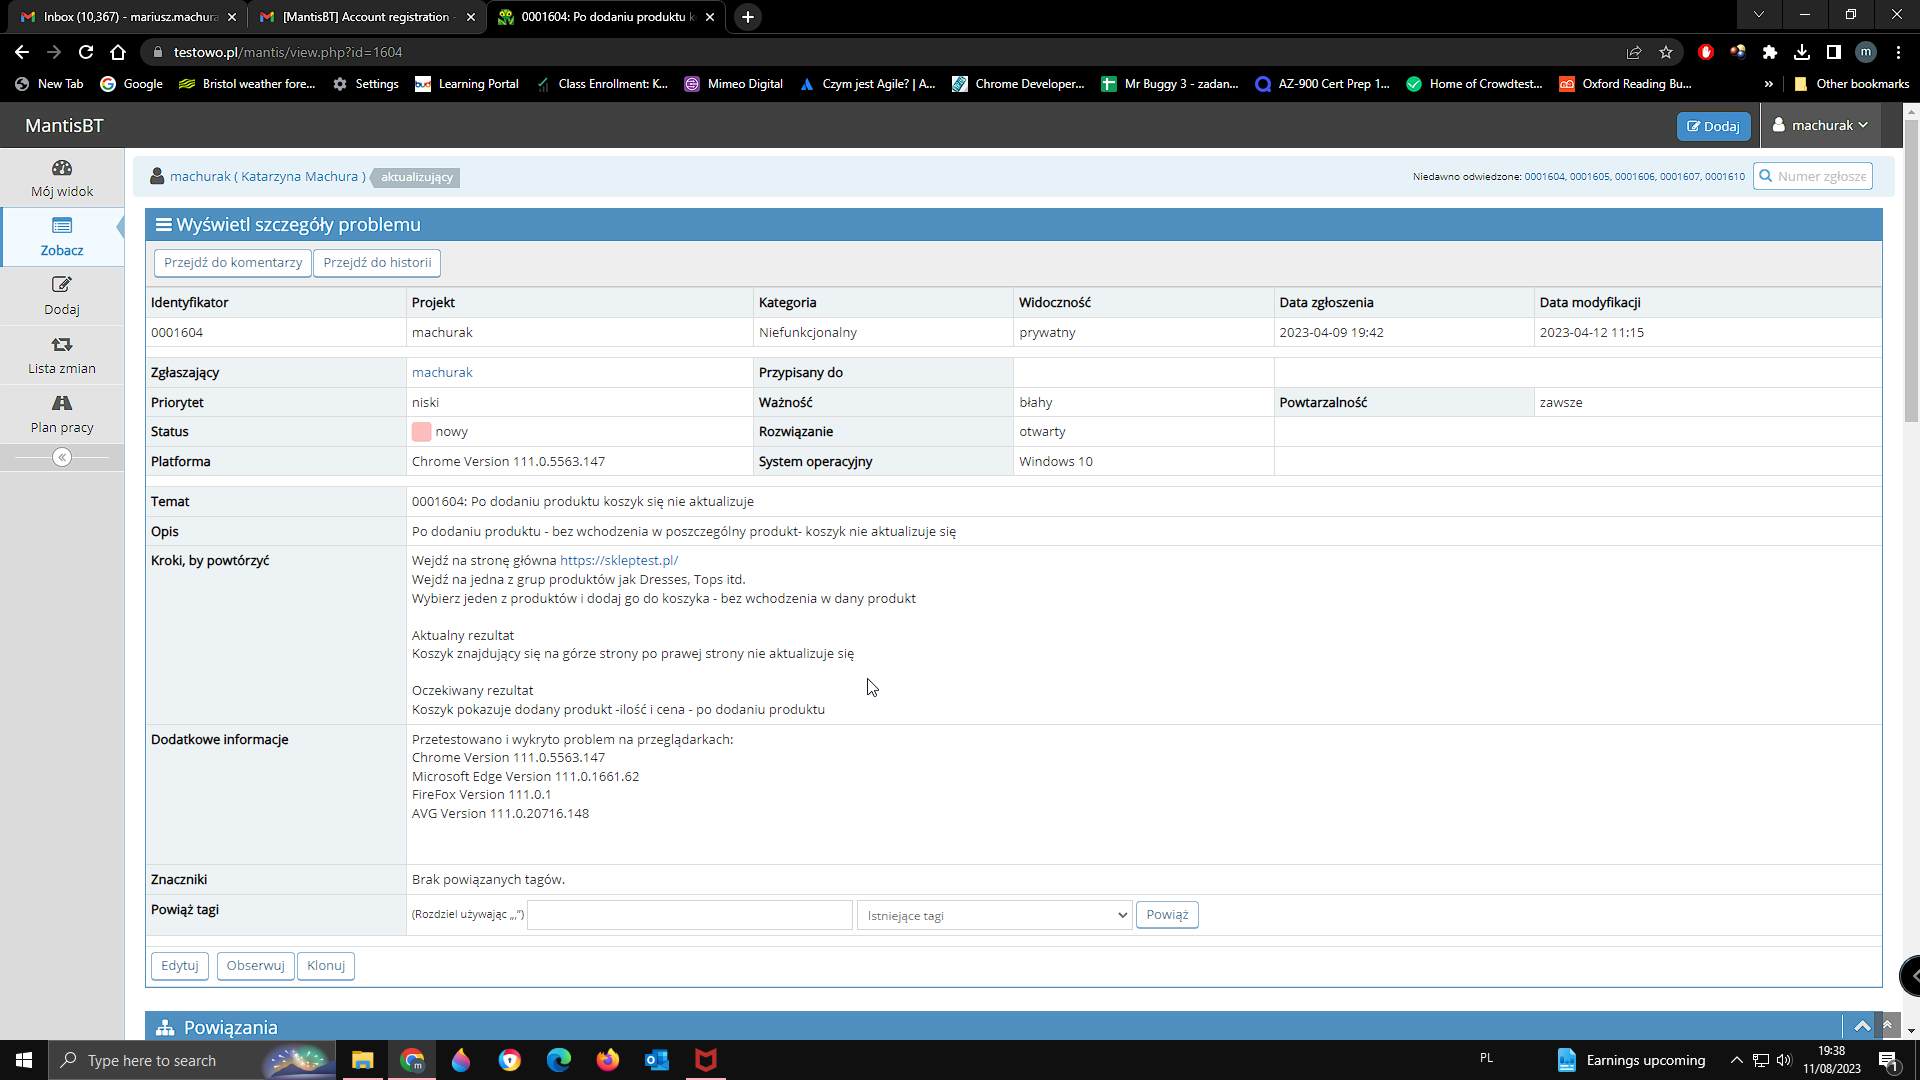 Inbox (10,367) - mariusz.machura
[MantisBT] Account registration -
0001604: Po dodaniu produktu k
testowo.pl/mantis/view.php?id=1604
m
New Tab
Google
Bristol weather fore...
Settings
Learning Portal
Class Enrollment: K...
Mimeo Digital
Czym jest Agile? | A...
Chrome Developer...
Mr Buggy 3 - zadan...
AZ-900 Cert Prep 1...
Home of Crowdtest...
Oxford Reading Bu...
»
Other bookmarks
MantisBT
Dodaj
machurak
Mój widok
Zobacz
Dodaj
Lista zmian
Plan pracy
machurak ( Katarzyna Machura )
aktualizujący
Niedawno odwiedzone: 0001604, 0001605, 0001606, 0001607, 0001610
Numer zgłosze
Wyświetl szczegóły problemu
Przejdź do komentarzy
Przejdź do historii
Identyfikator
Projekt
Kategoria
Widoczność
Data zgłoszenia
Data modyfikacji
0001604
machurak
Niefunkcjonalny
prywatny
2023-04-09 19:42
2023-04-12 11:15
Zgłaszający
machurak
Przypisany do
Priorytet
niski
Ważność
błahy
Powtarzalność
zawsze
Status
nowy
Rozwiązanie
otwarty
Platforma
Chrome Version 111.0.5563.147
System operacyjny
Windows 10
Temat
0001604: Po dodaniu produktu koszyk się nie aktualizuje
Opis
Po dodaniu produktu - bez wchodzenia w poszczególny produkt- koszyk nie aktualizuje się
Kroki, by powtórzyć
Wejdź na stronę główna https://skleptest.pl/
Wejdź na jedna z grup produktów jak Dresses, Tops itd.
Wybierz jeden z produktów i dodaj go do koszyka - bez wchodzenia w dany produkt
Aktualny rezultat
Koszyk znajdujący się na górze strony po prawej strony nie aktualizuje się
Oczekiwany rezultat
Koszyk pokazuje dodany produkt -ilość i cena - po dodaniu produktu
Dodatkowe informacje
Przetestowano i wykryto problem na przeglądarkach:
Chrome Version 111.0.5563.147
Microsoft Edge Version 111.0.1661.62
FireFox Version 111.0.1
AVG Version 111.0.20716.148
Znaczniki
Brak powiązanych tagów.
Powiąż tagi
(Rozdziel używając „,”)
Istniejące tagi
Powiąż
Edytuj
Obserwuj
Klonuj
Powiązania
Type here to search
m
PL
Earnings upcoming
19:38
11/08/2023
1